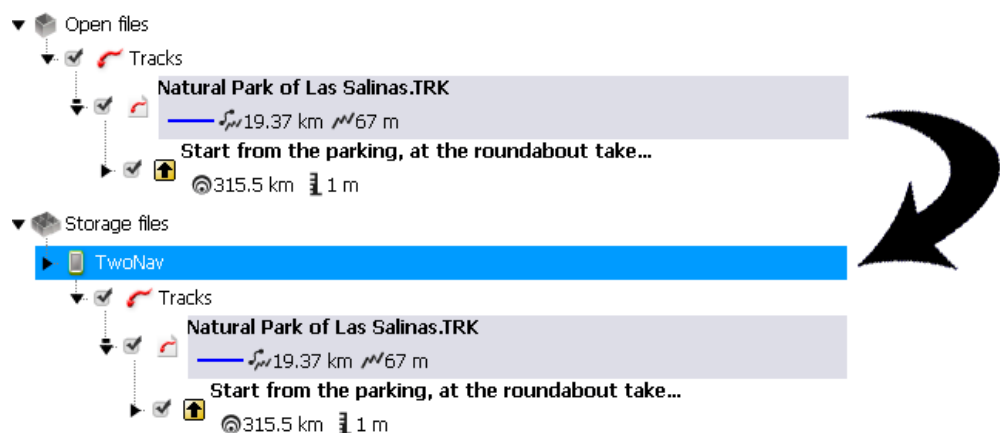 Open files
Tracks
Natural Park of Las Salinas.TRK
19.37 km 67 m
Start from the parking, at the roundabout take...
315.5 km 1 m
Storage files
TwoNav
Tracks
Natural Park of Las Salinas.TRK
19.37 km 67 m
Start from the parking, at the roundabout take...
315.5 km 1 m